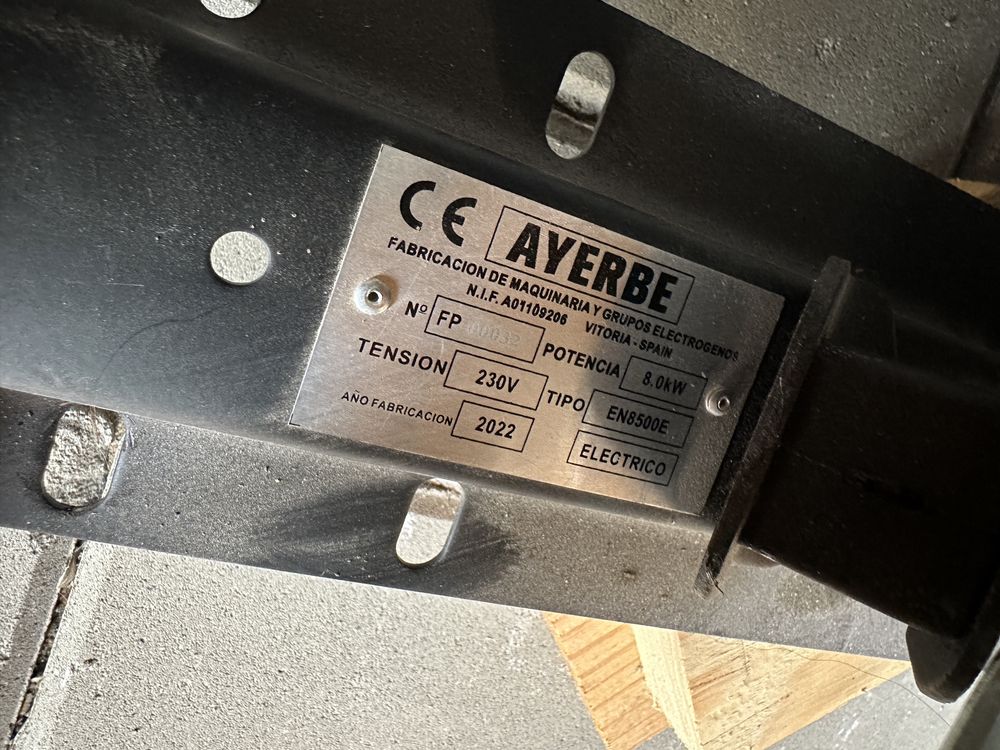 CE AYERBE
FABRICACION DE MAQUINARIA Y GRUPOS ELECTROGENOS
N.I.F. A01109206 VITORIA - SPAIN
Nº FP POTENCIA 8.0kW
TENSION 230V TIPO EN8500E
AÑO FABRICACION 2022 ELECTRICO